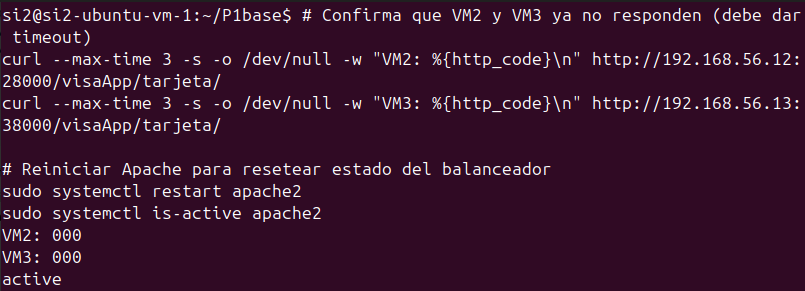 si2@si2-ubuntu-vm-1:~/P1base$ # Confirma que VM2 y VM3 ya no responden (debe dar
 timeout)
curl --max-time 3 -s -o /dev/null -w "VM2: %{http_code}\n" http://192.168.56.12:
28000/visaApp/tarjeta/
curl --max-time 3 -s -o /dev/null -w "VM3: %{http_code}\n" http://192.168.56.13:
38000/visaApp/tarjeta/

# Reiniciar Apache para resetear estado del balanceador
sudo systemctl restart apache2
sudo systemctl is-active apache2
VM2: 000
VM3: 000
active